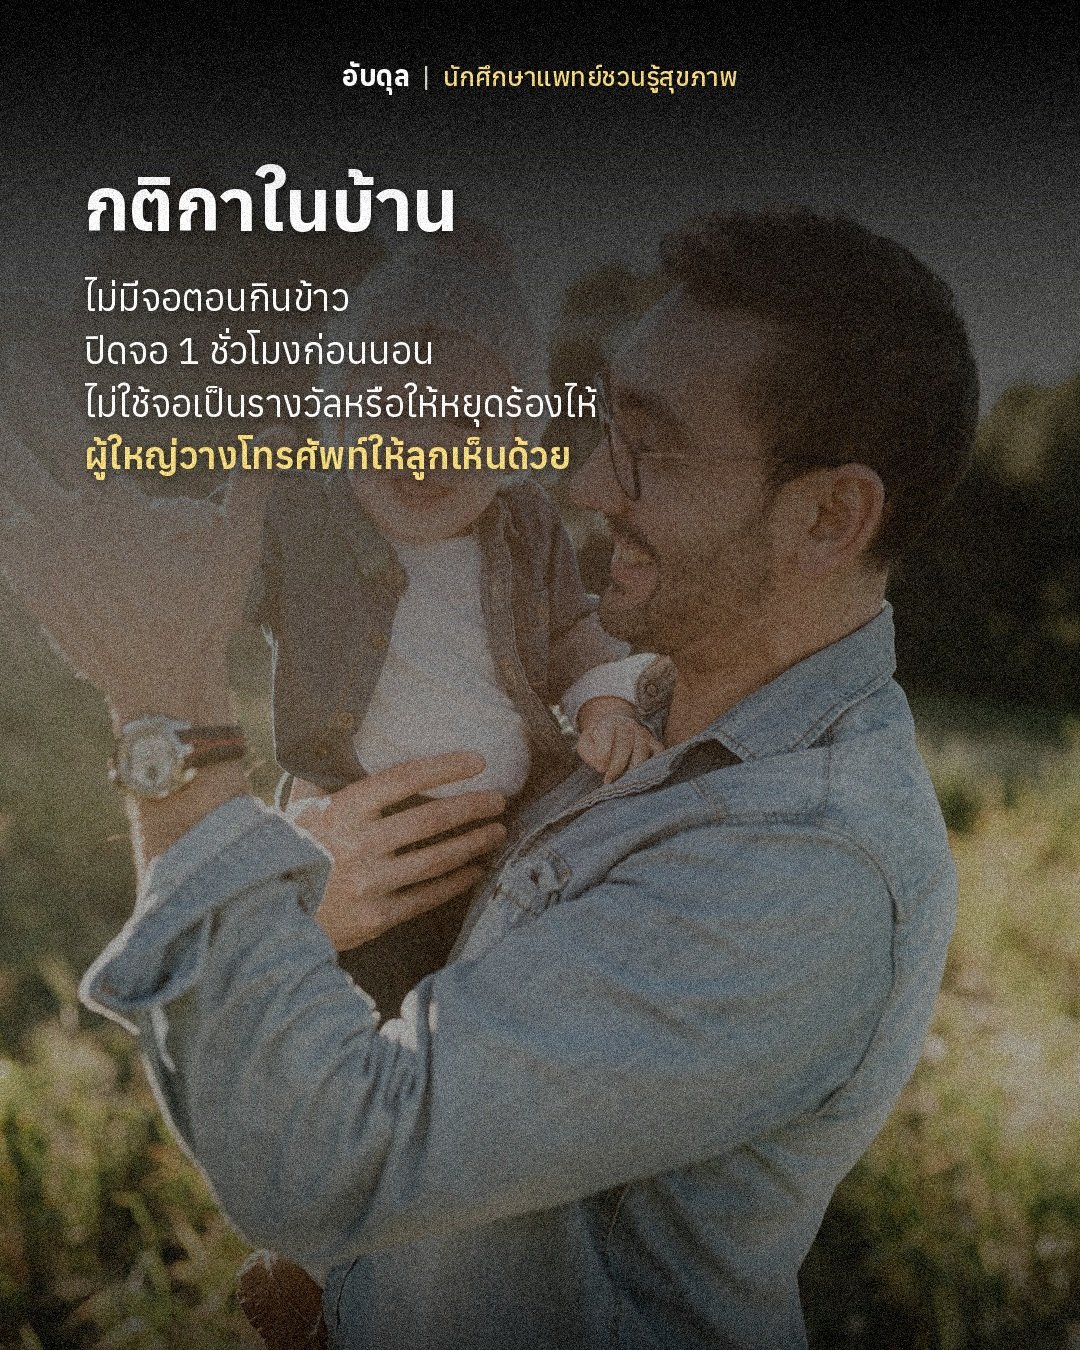 อับดุล | นักศึกษาแพทย์ชวนรู้สุขภาพ
กติกาในบ้าน
ไม่มีจอตอนกินข้าว
ปิดจอ 1 ชั่วโมงก่อนนอน
ไม่ใช้จอเป็นรางวัลหรือให้หยุดร้องไห้
ผู้ใหญ่วางโทรศัพท์ให้ลูกเห็นด้วย